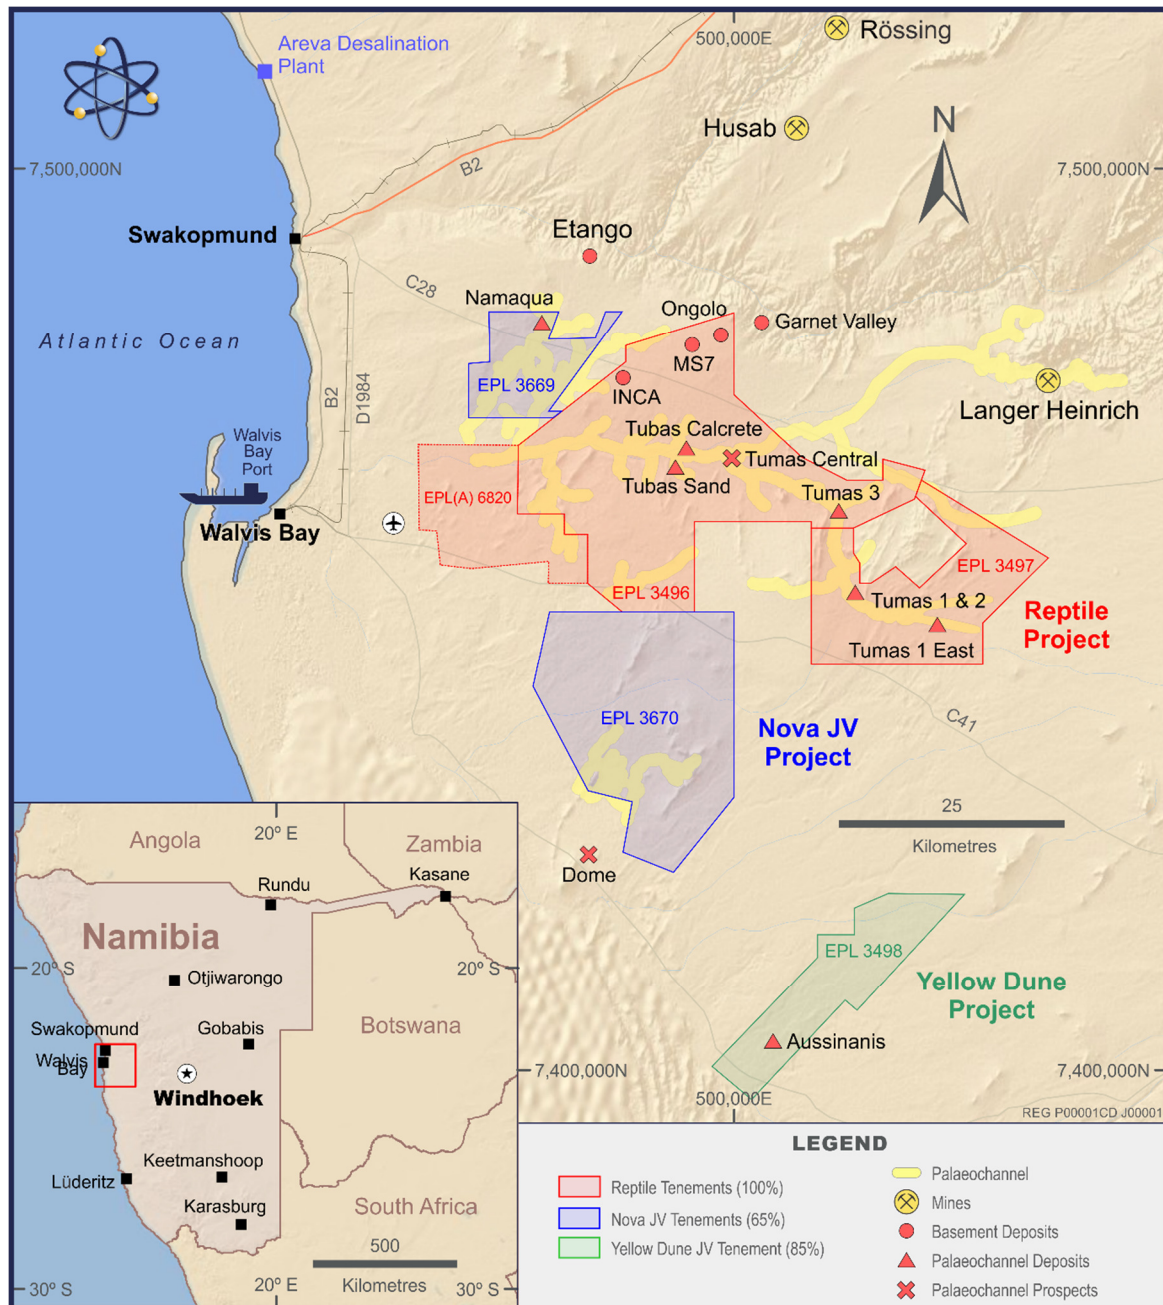 Areva Desalination
Plant
500,000E
Rössing
Husab
N
7,500,000N
7,500,000N
B2
Swakopmund
Etango
C28
Namaqua
Ongolo
Garnet Valley
Atlantic Ocean
MS7
EPL 3669
INCA
Langer Heinrich
B2
D1984
Tubas Calcrete
Walvis
Bay
Port
Tumas Central
Tubas Sand
EPL(A) 6820
Tumas 3
Walvis Bay
EPL 3497
EPL 3496
Tumas 1 & 2
Reptile
Project
Tumas 1 East
EPL 3670
C41
Nova JV
Project
25
Kilometres
Dome
EPL 3498
Yellow Dune
Project
Aussinanis
7,400,000N
7,400,000N
500,000E
REG P00001CD J00001
Angola
20º E
Zambia
Kasane
Rundu
Namibia
20º S
20º S
Otjiwarongo
Swakopmund
Gobabis
Botswana
Walvis
Bay
Windhoek
Keetmanshoop
Lüderitz
Karasburg
South Africa
500
Kilometres
30º S
20º E
30º S
LEGEND
Reptile Tenements (100%)
Nova JV Tenements (65%)
Yellow Dune JV Tenement (85%)
Palaeochannel
Mines
Basement Deposits
Palaeochannel Deposits
Palaeochannel Prospects